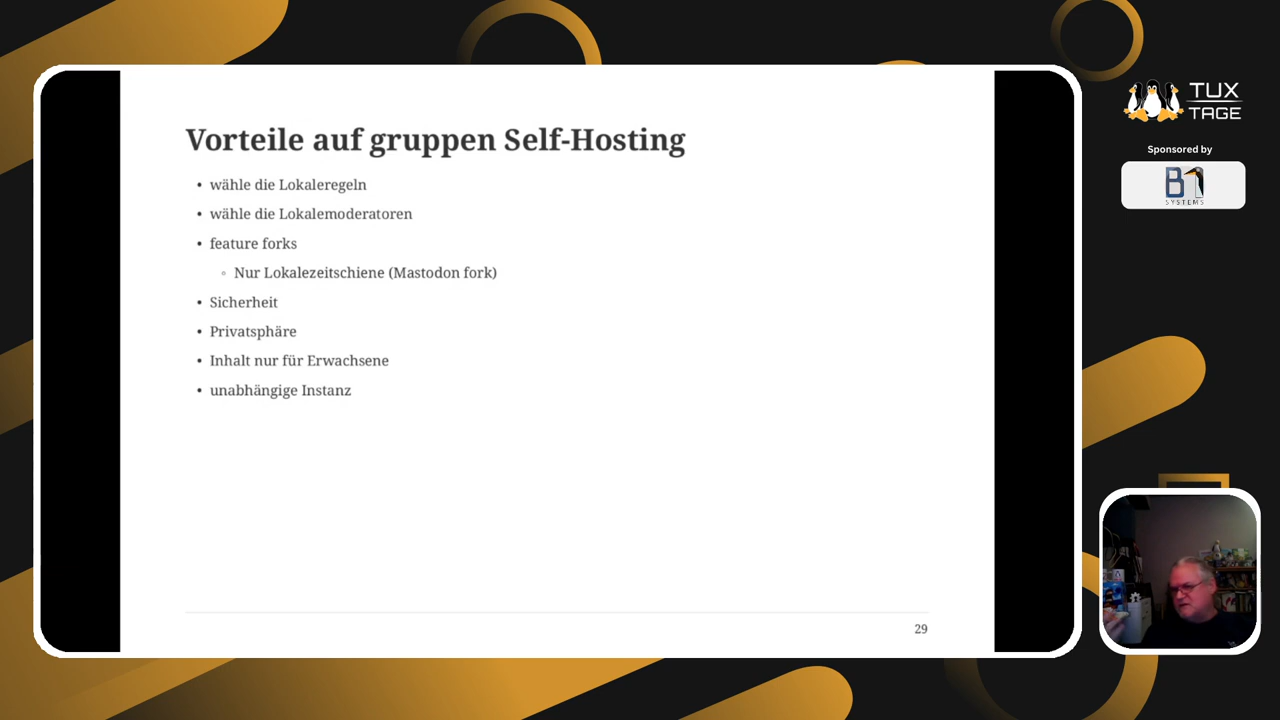 Vorteile auf gruppen Self-Hosting
• wähle die Lokaleregeln
• wähle die Lokalemoderatoren
• feature forks
◦ Nur Lokalezeitschiene (Mastodon fork)
• Sicherheit
• Privatsphäre
• Inhalt nur für Erwachsene
• unabhängige Instanz
29
TUX
TAGE
Sponsored by
B1
SYSTEMS